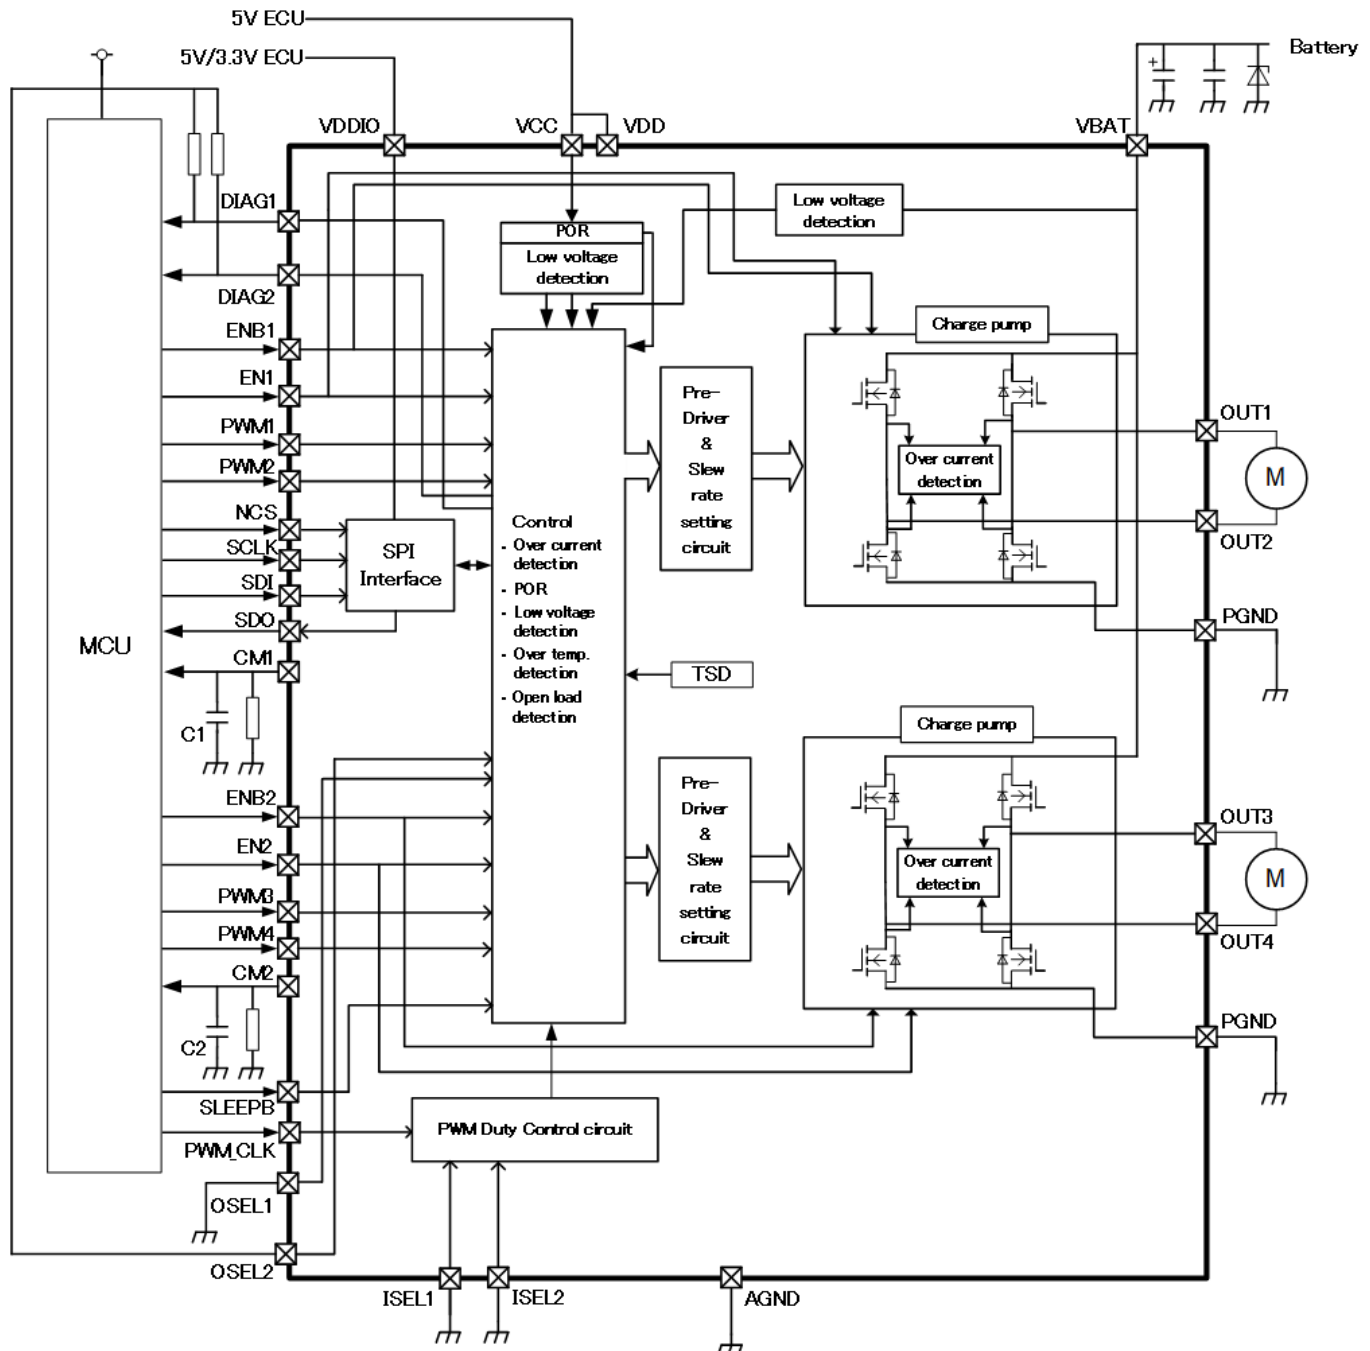 5V ECU
5V/3.3V ECU
Battery
VDDIO
VCC
VDD
VBAT
DIAG1
POR
Low voltage
detection
Low voltage
detection
DIAG2
ENB1
EN1
PWM1
PWM2
NCS
SCLK
SDI
SDO
CM1
C1
ENB2
EN2
PWM3
PWM4
CM2
C2
SLEEPB
PWM_CLK
OSEL1
OSEL2
MCU
SPI
Interface
Control
- Over current
detection
- POR
- Low voltage
detection
- Over temp.
detection
- Open load
detection
Pre-
Driver
&
Slew
rate
setting
circuit
Charge pump
Over current
detection
OUT1
M
OUT2
PGND
TSD
Pre-
Driver
&
Slew
rate
setting
circuit
Charge pump
Over current
detection
OUT3
M
OUT4
PGND
PWM Duty Control circuit
ISEL1
ISEL2
AGND
+